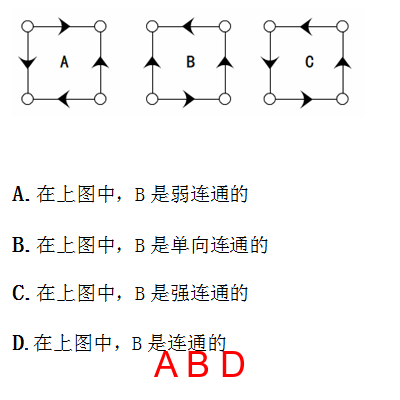 A B C
A. 在上图中，B 是弱连通的
B. 在上图中，B 是单向连通的
C. 在上图中，B 是强连通的
D. 在上图中，B 是连通的
A B D